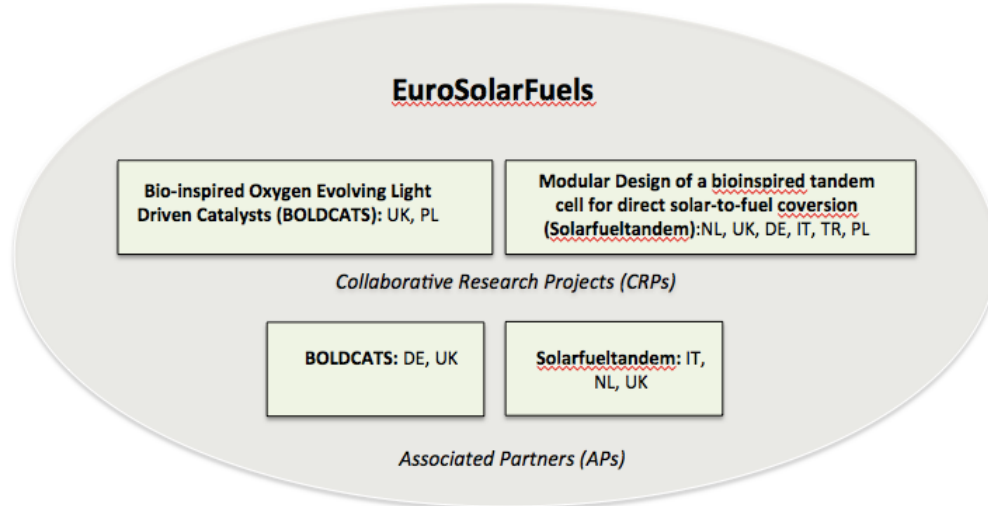 EuroSolarFuels
Bio-inspired Oxygen Evolving Light
Driven Catalysts (BOLDCATS): UK, PL
Modular Design of a bioinspired tandem
cell for direct solar-to-fuel coversion
(Solarfueltandem):NL, UK, DE, IT, TR, PL
Collaborative Research Projects (CRPs)
BOLDCATS: DE, UK
Solarfueltandem: IT,
NL, UK
Associated Partners (APs)